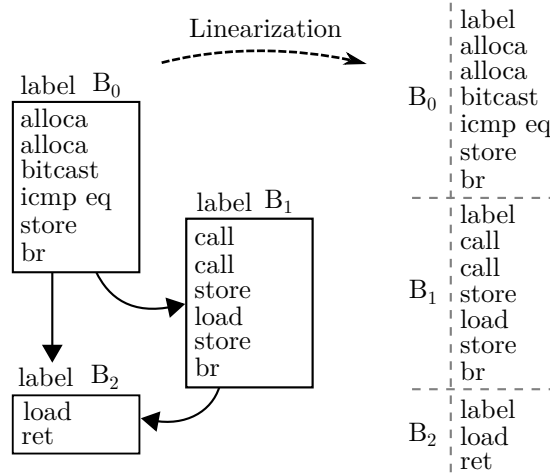 Linearization
label B₀
alloca
alloca
bitcast
icmp eq
store
br
label B₁
call
call
store
load
store
br
label B₂
load
ret
B₀
label
alloca
alloca
bitcast
icmp eq
store
br
B₁
label
call
call
store
load
store
br
B₂
label
load
ret